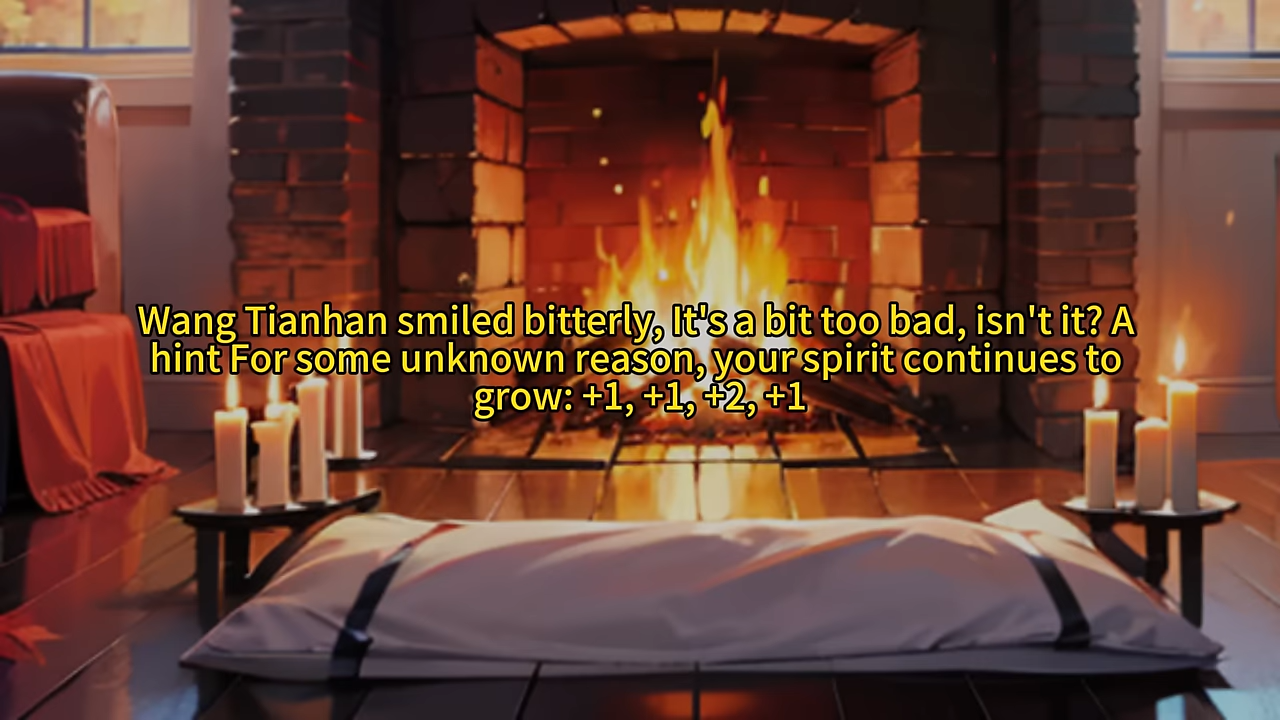 Wang Tianhan smiled bitterly, It's a bit too bad, isn't it? A
hint For some unknown reason, your spirit continues to
grow: +1, +1, +2, +1